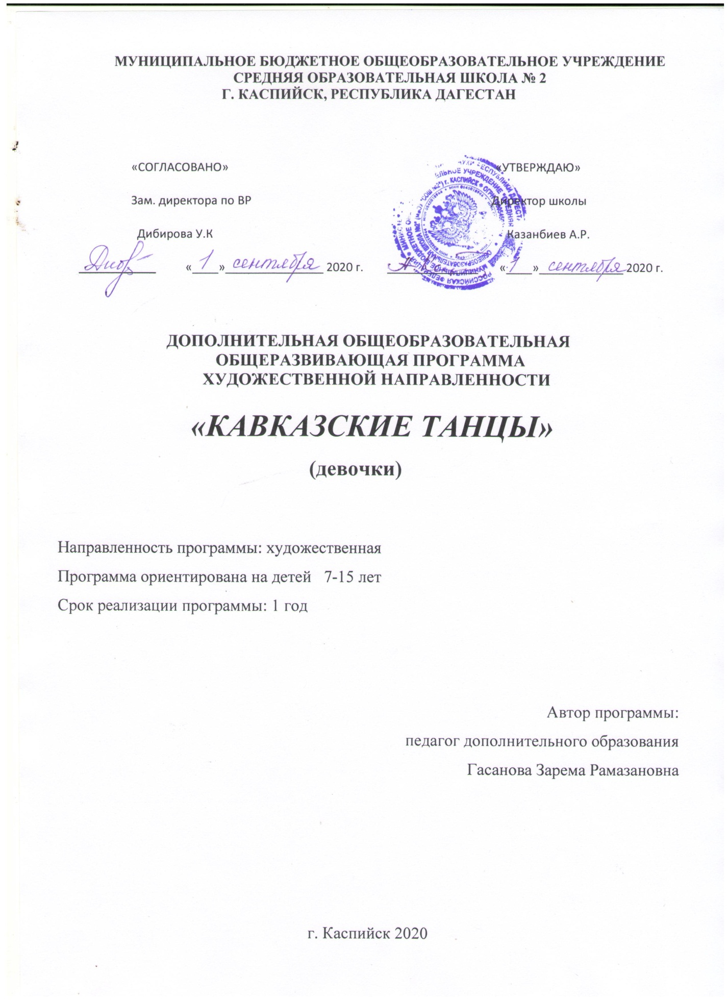 МУНИЦИПАЛЬНОЕ БЮДЖЕТНОЕ ОБЩЕОБРАЗОВАТЕЛЬНОЕ УЧРЕЖДЕНИЕ
СРЕДНЯЯ ОБРАЗОВАТЕЛЬНАЯ ШКОЛА № 2
Г. КАСПИЙСК, РЕСПУБЛИКА ДАГЕСТАН
«СОГЛАСОВАНО» «УТВЕРЖДАЮ»
Зам. директора по ВР Директор школы
Дибирова У.К Казанбиев А.Р.
« 1 » сентября 2020 г. « 1 » сентября 2020 г.
ДОПОЛНИТЕЛЬНАЯ ОБЩЕОБРАЗОВАТЕЛЬНАЯ
ОБЩЕРАЗВИВАЮЩАЯ ПРОГРАММА
ХУДОЖЕСТВЕННОЙ НАПРАВЛЕННОСТИ
«КАВКАЗСКИЕ ТАНЦЫ»
(девочки)
Направленность программы: художественная
Программа ориентирована на детей 7-15 лет
Срок реализации программы: 1 год
Автор программы:
педагог дополнительного образования
Гасанова Зарема Рамазановна
г. Каспийск 2020